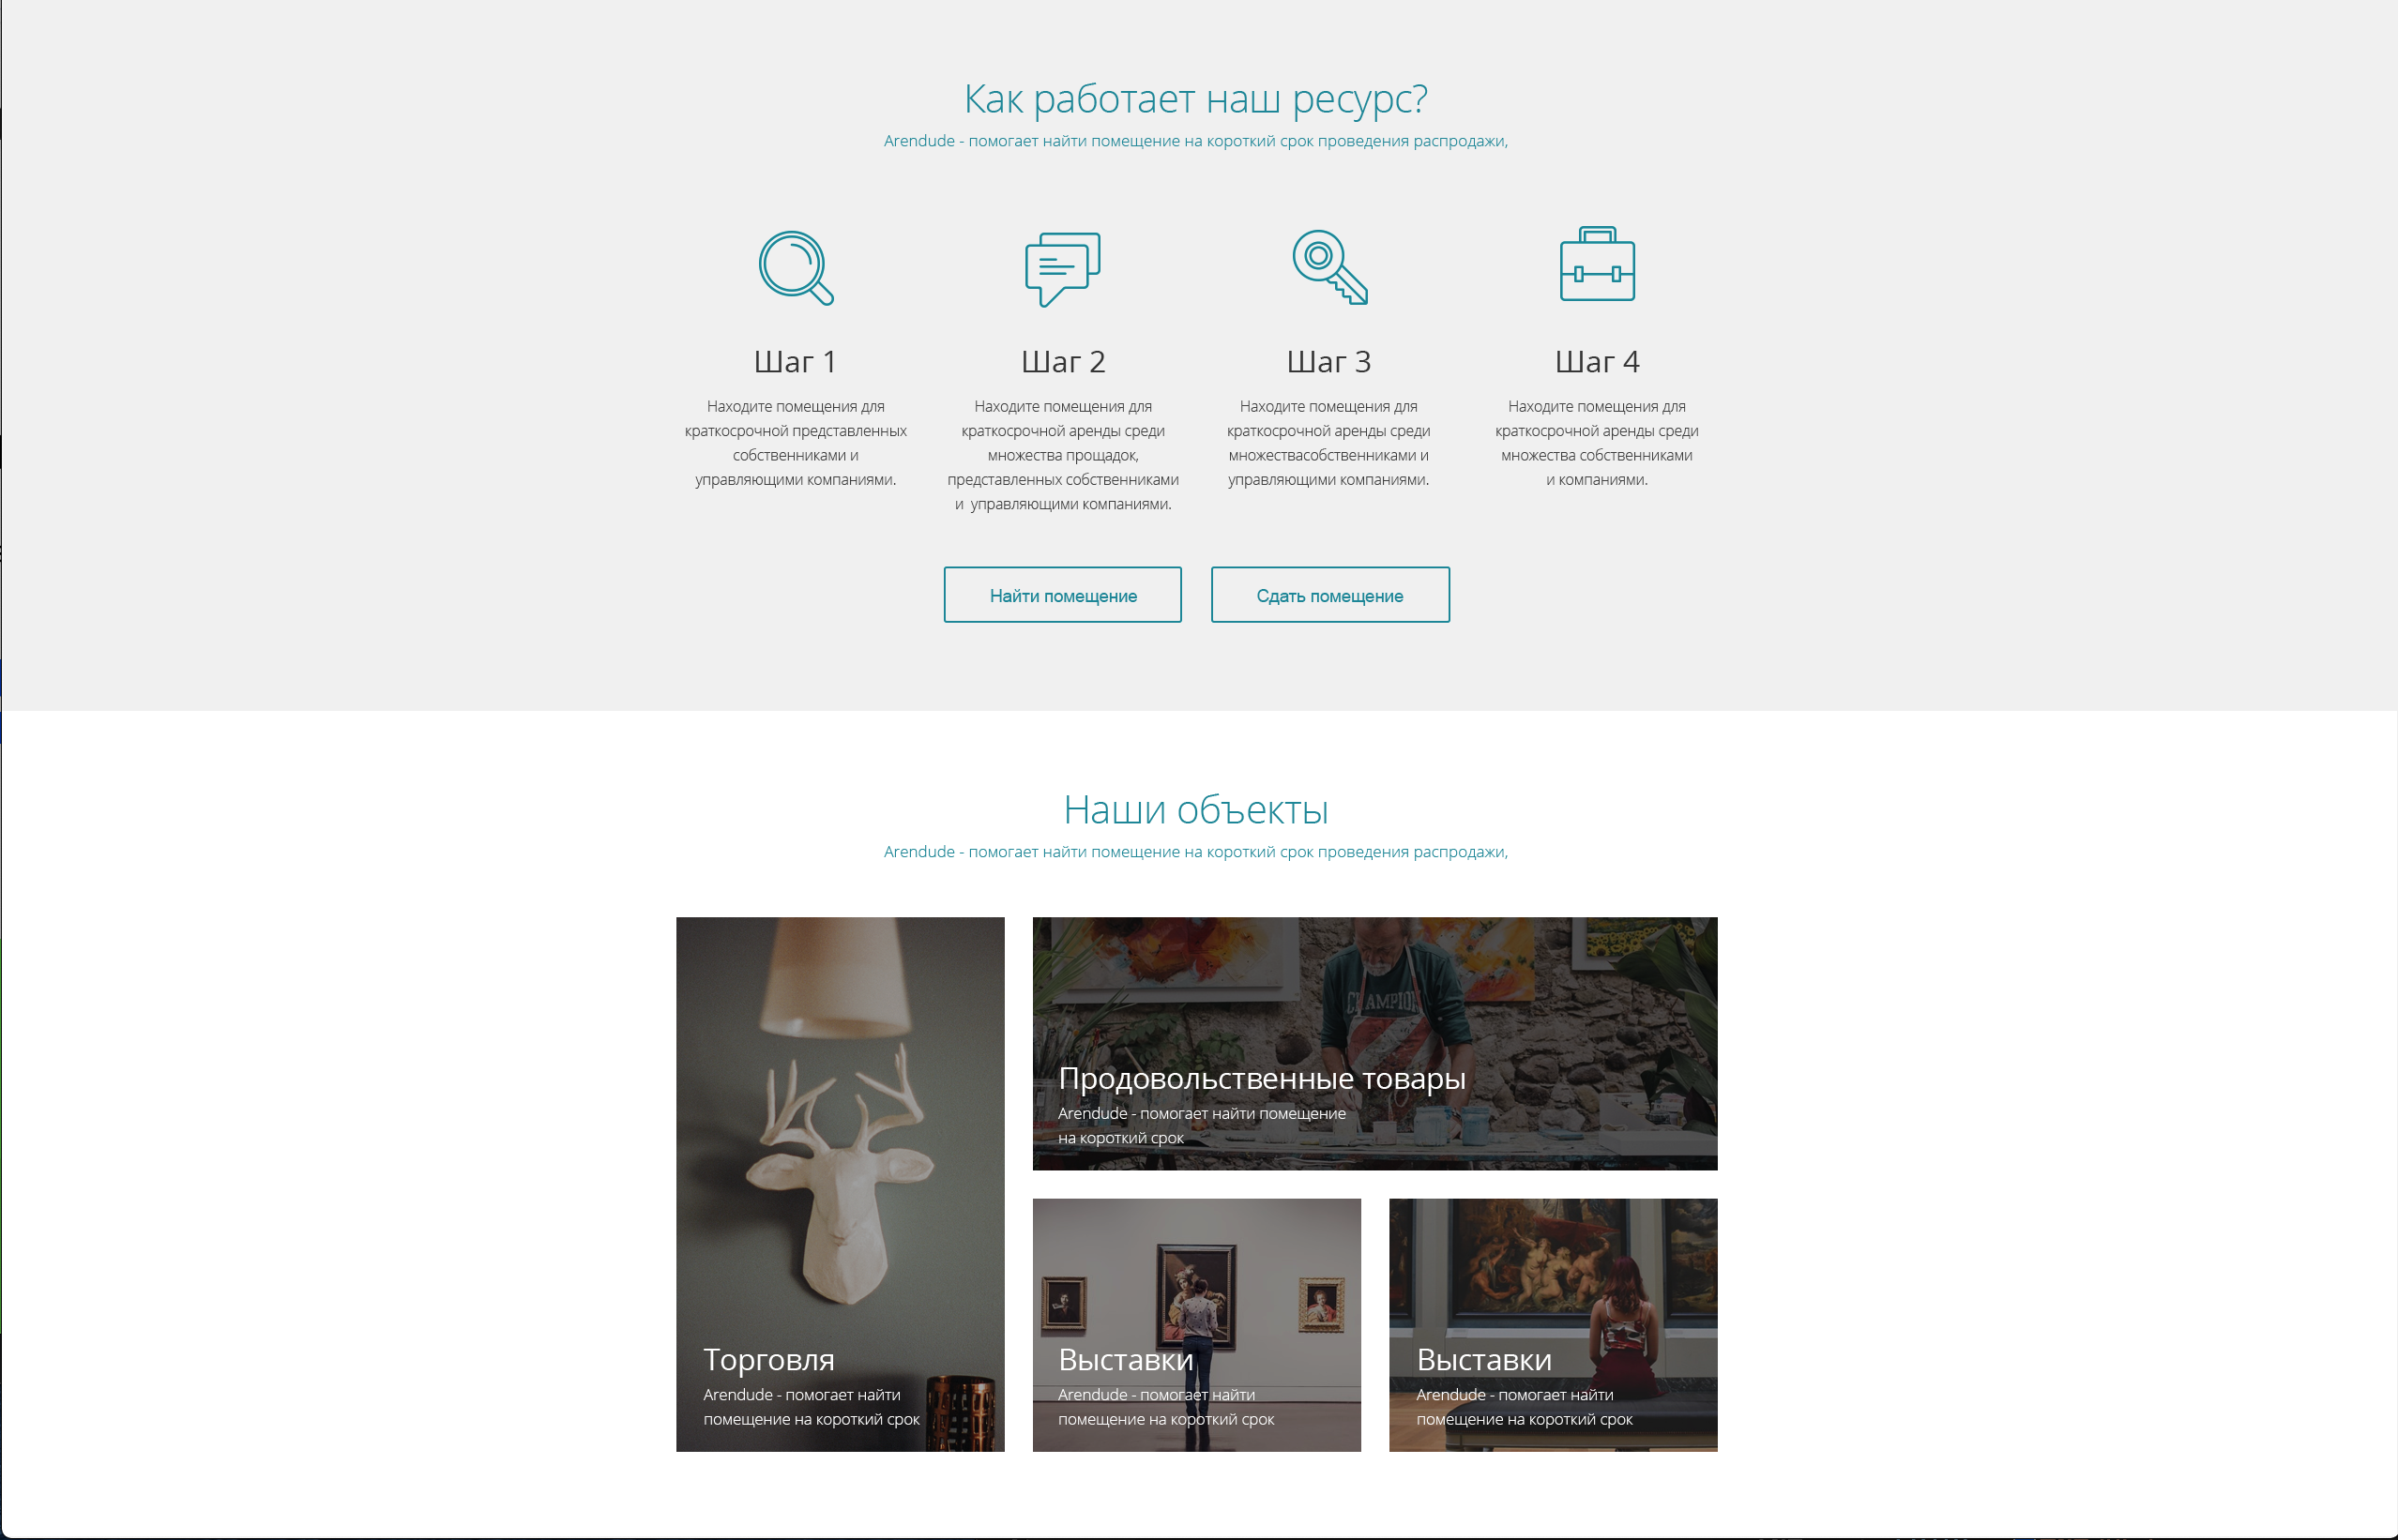 Как работает наш ресурс?
Arendude - помогает найти помещение на короткий срок проведения распродажи,
Шаг 1
Находите помещения для
краткосрочной представленных
собственниками и
управляющими компаниями.
Шаг 2
Находите помещения для
краткосрочной аренды среди
множества прощадок,
представленных собственниками
и  управляющими компаниями.
Шаг 3
Находите помещения для
краткосрочной аренды среди
множествасобственниками и
управляющими компаниями.
Шаг 4
Находите помещения для
краткосрочной аренды среди
множества собственниками
и компаниями.
Найти помещение
Сдать помещение
Наши объекты
Arendude - помогает найти помещение на короткий срок проведения распродажи,
Торговля
Arendude - помогает найти
помещение на короткий срок
CHAMPION
Продовольственные товары
Arendude - помогает найти помещение
на короткий срок
Выставки
Arendude - помогает найти
помещение на короткий срок
Выставки
Arendude - помогает найти
помещение на короткий срок